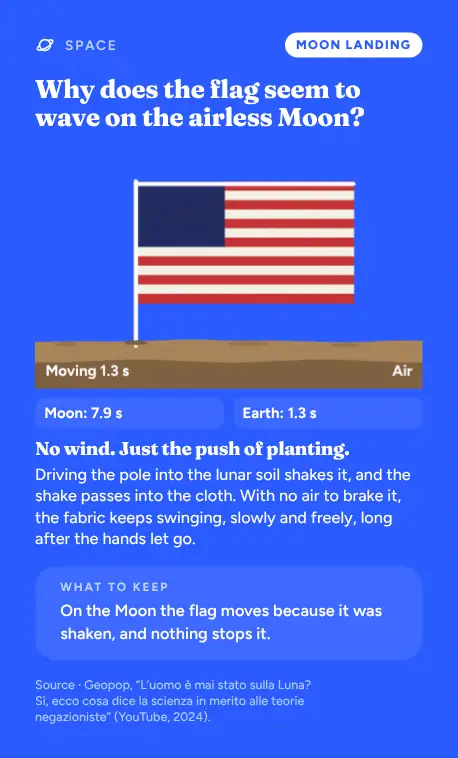 SPACE
MOON LANDING
Why does the flag seem to
wave on the airless Moon?
Moving 1.3 s
Air
Moon: 7.9 s
Earth: 1.3 s
No wind. Just the push of planting.
Driving the pole into the lunar soil shakes it, and the
shake passes into the cloth. With no air to brake it,
the fabric keeps swinging, slowly and freely, long
after the hands let go.
WHAT TO KEEP
On the Moon the flag moves because it was
shaken, and nothing stops it.
Source · Geopop, “L’uomo è mai stato sulla Luna?
Sì, ecco cosa dice la scienza in merito alle teorie
negazioniste” (YouTube, 2024).